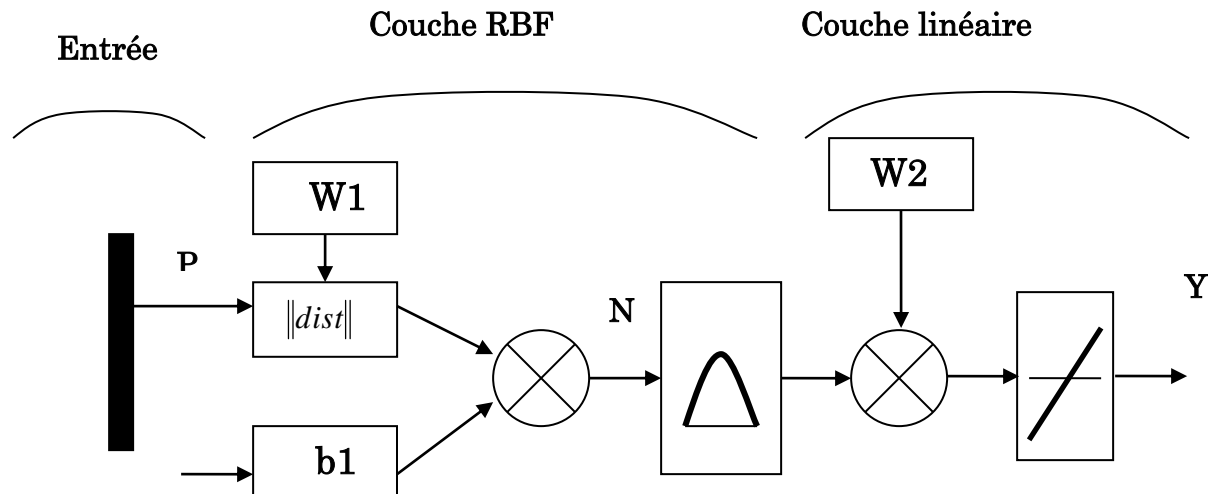 Entrée
Couche RBF
Couche linéaire
W1
W2
P
‖dist‖
N
Y
b1